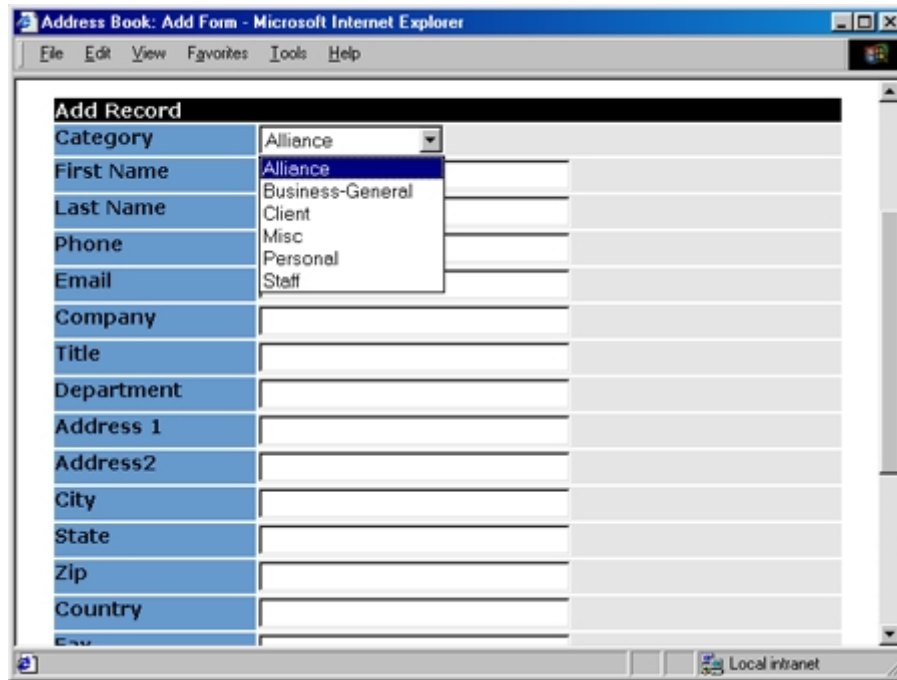 Address Book: Add Form - Microsoft Internet Explorer
File Edit View Favorites Tools Help
Add Record
Category Alliance
First Name Alliance
Business-General
Last Name Client
Misc
Phone
Personal
Email Staff
Company
Title
Department
Address 1
Address2
City
State
Zip
Country
Fax
Local intranet